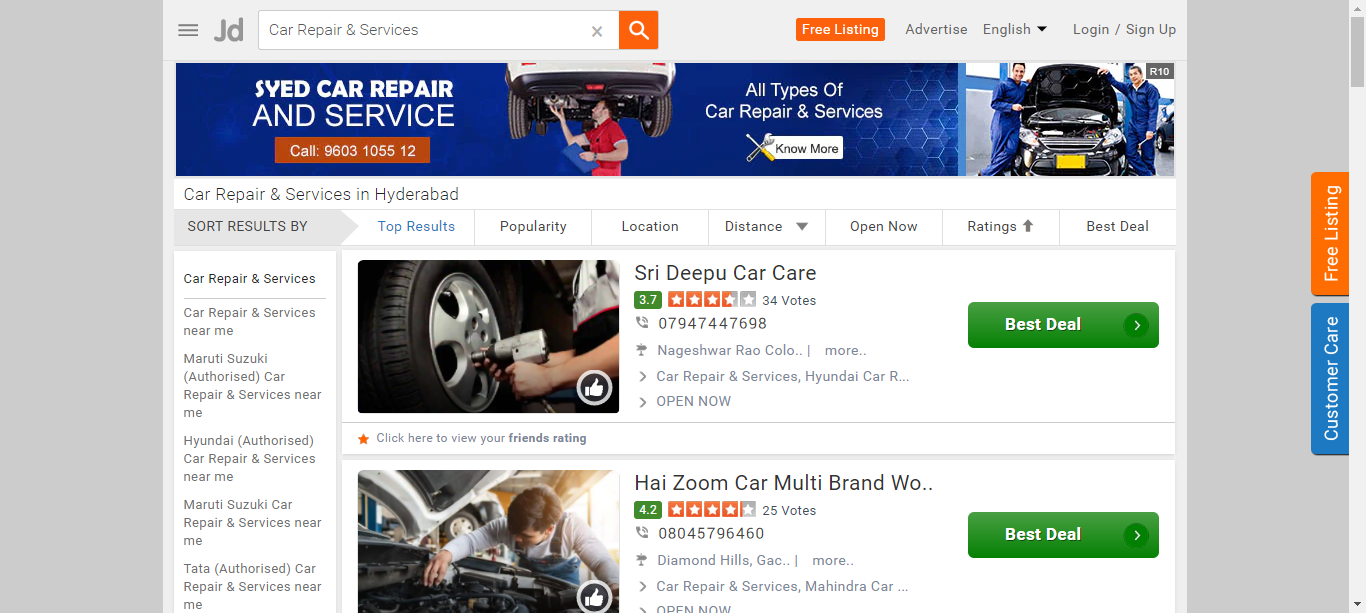 Jd
Car Repair & Services
Free Listing
Advertise
English
Login / Sign Up
SYED CAR REPAIR
AND SERVICE
Call: 9603 1055 12
All Types Of
Car Repair & Services
Know More
R10
Car Repair & Services in Hyderabad
SORT RESULTS BY
Top Results
Popularity
Location
Distance
Open Now
Ratings
Best Deal
Car Repair & Services
Car Repair & Services
near me
Maruti Suzuki
(Authorised) Car
Repair & Services near
me
Hyundai (Authorised)
Car Repair & Services
near me
Maruti Suzuki Car
Repair & Services near
me
Tata (Authorised) Car
Repair & Services near
me
Sri Deepu Car Care
3.7 34 Votes
07947447698
Nageshwar Rao Colo.. | more..
Car Repair & Services, Hyundai Car R...
OPEN NOW
Best Deal
Click here to view your friends rating
Hai Zoom Car Multi Brand Wo..
4.2 25 Votes
08045796460
Diamond Hills, Gac.. | more..
Car Repair & Services, Mahindra Car ...
OPEN NOW
Best Deal
Free Listing
Customer Care